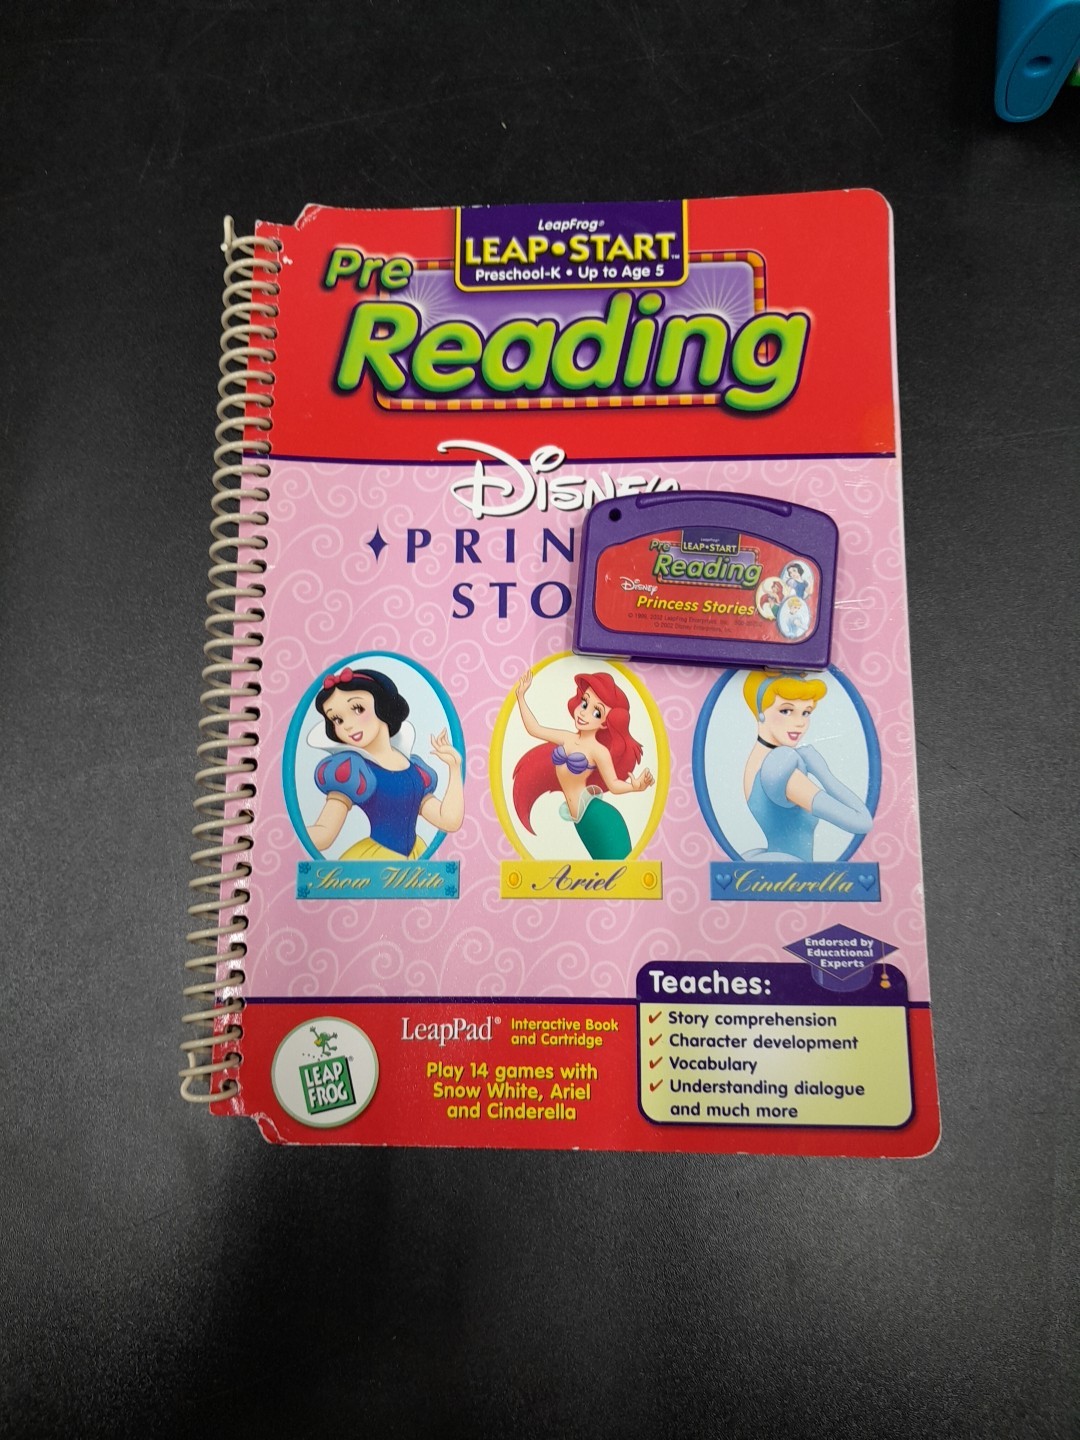 LeapFrog®
LEAP•START™
Preschool-K • Up to Age 5
Pre
Reading
Disney
PRIN
STO
LeapFrog®
LEAP•START
Pre
Reading
Disney
Princess Stories
Snow White
Ariel
Cinderella
Endorsed by
Educational
Experts
Teaches:
✓ Story comprehension
✓ Character development
✓ Vocabulary
✓ Understanding dialogue
and much more
LeapPad®
Interactive Book
and Cartridge
Play 14 games with
Snow White, Ariel
and Cinderella
LEAP
FROG®